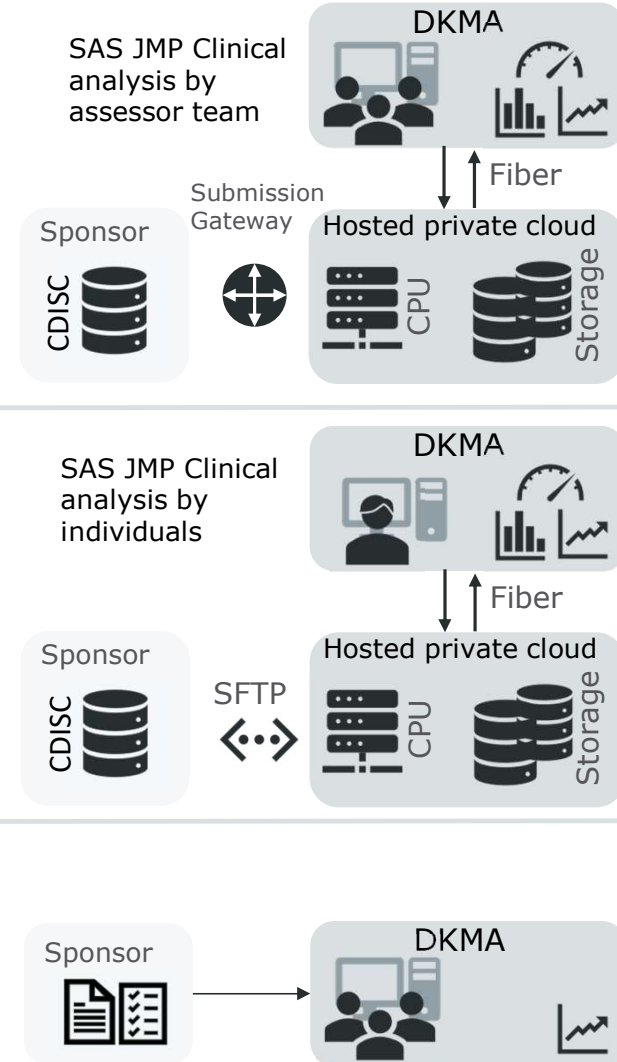 SAS JMP Clinical
analysis by
assessor team
DKMA
Fiber
Submission
Gateway
Sponsor
CDISC
Hosted private cloud
CPU
Storage
SAS JMP Clinical
analysis by
individuals
DKMA
Fiber
Sponsor
CDISC
SFTP
Hosted private cloud
CPU
Storage
Sponsor
DKMA